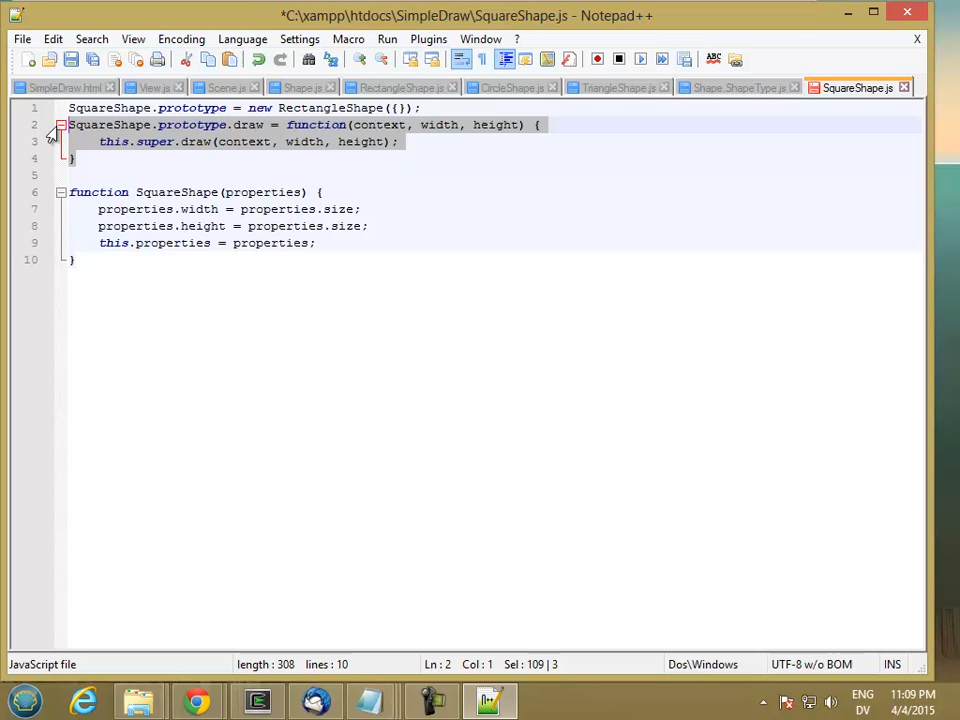 *C:\xampp\htdocs\SimpleDraw\SquareShape.js - Notepad++
File Edit Search View Encoding Language Settings Macro Run Plugins Window ? X
ABC
SimpleDraw.html View.js Scene.js Shape.js RectangleShape.js CircleShape.js TriangleShape.js Shape.ShapeType.js SquareShape.js
1 SquareShape.prototype = new RectangleShape({});
2 SquareShape.prototype.draw = function(context, width, height) {
3 this.super.draw(context, width, height);
4 }
5
6 function SquareShape(properties) {
7 properties.width = properties.size;
8 properties.height = properties.size;
9 this.properties = properties;
10 }
JavaScript file length : 308 lines : 10 Ln : 2 Col : 1 Sel : 109 | 3 Dos\Windows UTF-8 w/o BOM INS
ENG 11:09 PM
DV 4/4/2015